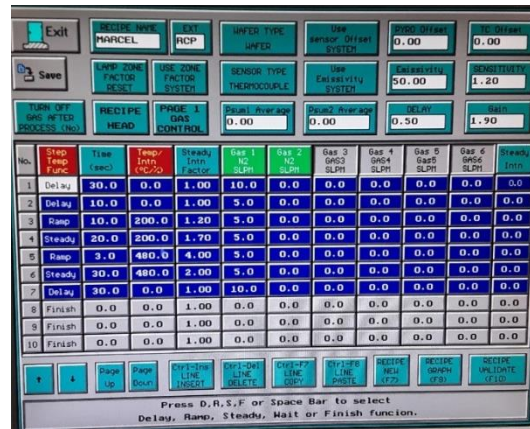 Exit
RECIPE NAME
MARCEL
EXT
RCP
WAFER TYPE
WAFER
Use
sensor Offset
SYSTEM
PYRO Offset
0.00
TC Offset
0.00
Save
LAMP ZONE
FACTOR
RESET
USE ZONE
FACTOR
SYSTEM
SENSOR TYPE
THERMOCOUPLE
Use
Emissivity
SYSTEM
Emissivity
50.00
SENSITIVITY
1.20
TURN OFF
GAS AFTER
PROCESS (No)
RECIPE
HEAD
PAGE 1
GAS
CONTROL
Psum1 Average
0.00
Psum2 Average
0.00
DELAY
0.50
Gain
1.90
No. Step Temp Func Time (sec) Temp/ Intn (°C/%) Steady Intn Factor Gas 1 N2 SLPM Gas 2 N2 SLPM Gas 3 GAS3 SLPM Gas 4 GAS4 SLPM Gas 5 Gas5 SLPM Gas 6 GAS6 SLPM Steady Intn
1 Delay 30.0 0.0 1.00 10.0 0.0 0.0 0.0 0.0 0.0 0.0
2 Delay 10.0 0.0 1.00 5.0 0.0 0.0 0.0 0.0 0.0 0.0
3 Ramp 10.0 200.0 1.20 5.0 0.0 0.0 0.0 0.0 0.0 0.0
4 Steady 20.0 200.0 1.70 5.0 0.0 0.0 0.0 0.0 0.0 0.0
5 Ramp 3.0 480.0 4.00 5.0 0.0 0.0 0.0 0.0 0.0 0.0
6 Steady 30.0 480.0 2.00 5.0 0.0 0.0 0.0 0.0 0.0 0.0
7 Delay 30.0 0.0 1.00 10.0 0.0 0.0 0.0 0.0 0.0 0.0
8 Finish 0.0 0.0 1.00 0.0 0.0 0.0 0.0 0.0 0.0 0.0
9 Finish 0.0 0.0 1.00 0.0 0.0 0.0 0.0 0.0 0.0 0.0
10 Finish 0.0 0.0 1.00 0.0 0.0 0.0 0.0 0.0 0.0 0.0
Page
Up
Page
Down
Ctrl-Ins
LINE
INSERT
Ctrl-Del
LINE
DELETE
Ctrl-F7
LINE
COPY
Ctrl-F8
LINE
PASTE
RECIPE
NEW
(F7)
RECIPE
GRAPH
(F8)
RECIPE
VALIDATE
(F10)
Press D,R,S,F or Space Bar to select
Delay, Ramp, Steady, Wait or Finish funcion.